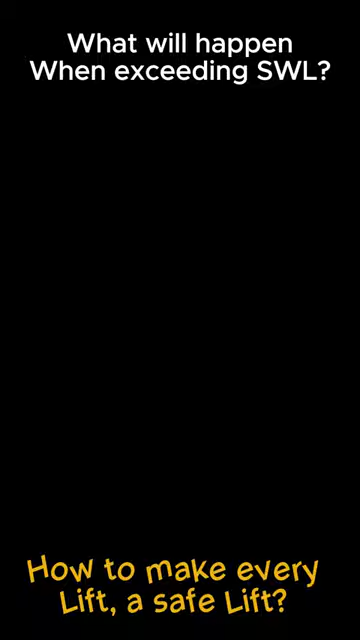 What will happen
When exceeding SWL?
How to make every
Lift, a safe Lift?